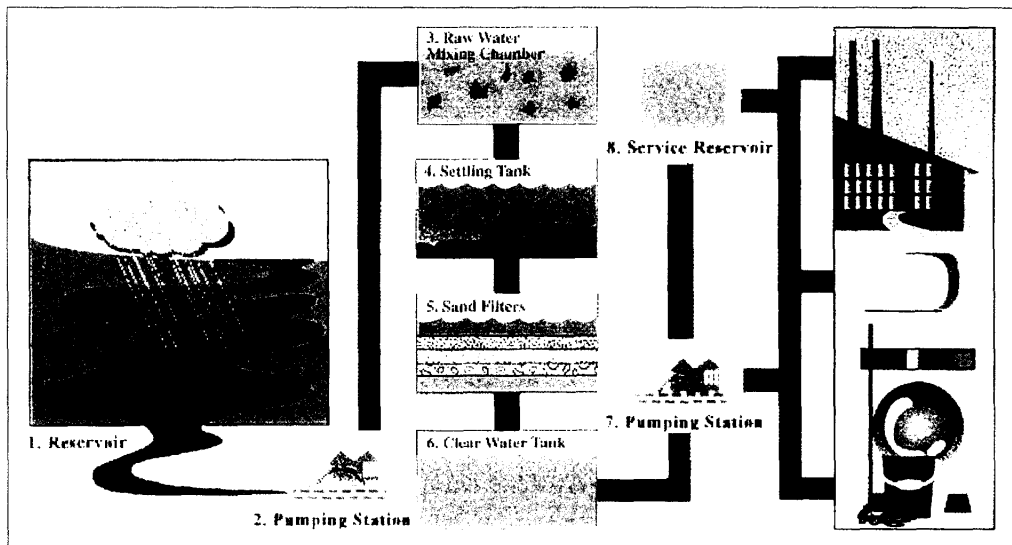 3. Raw Water
Mixing Chamber
8. Service Reservoir
4. Settling Tank
5. Sand Filters
1. Reservoir
7. Pumping Station
6. Clear Water Tank
2. Pumping Station